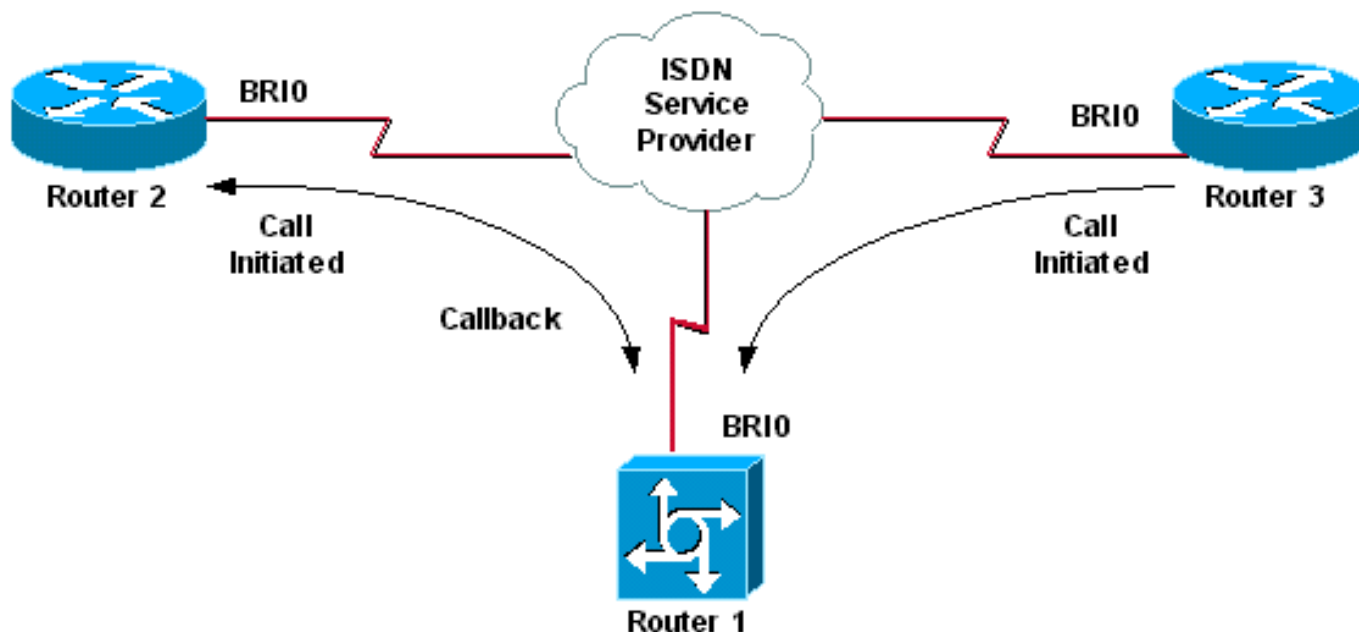 ISDN
Service
Provider
BRI0
BRI0
Router 2
Router 3
Call
Initiated
Call
Initiated
Callback
BRI0
Router 1